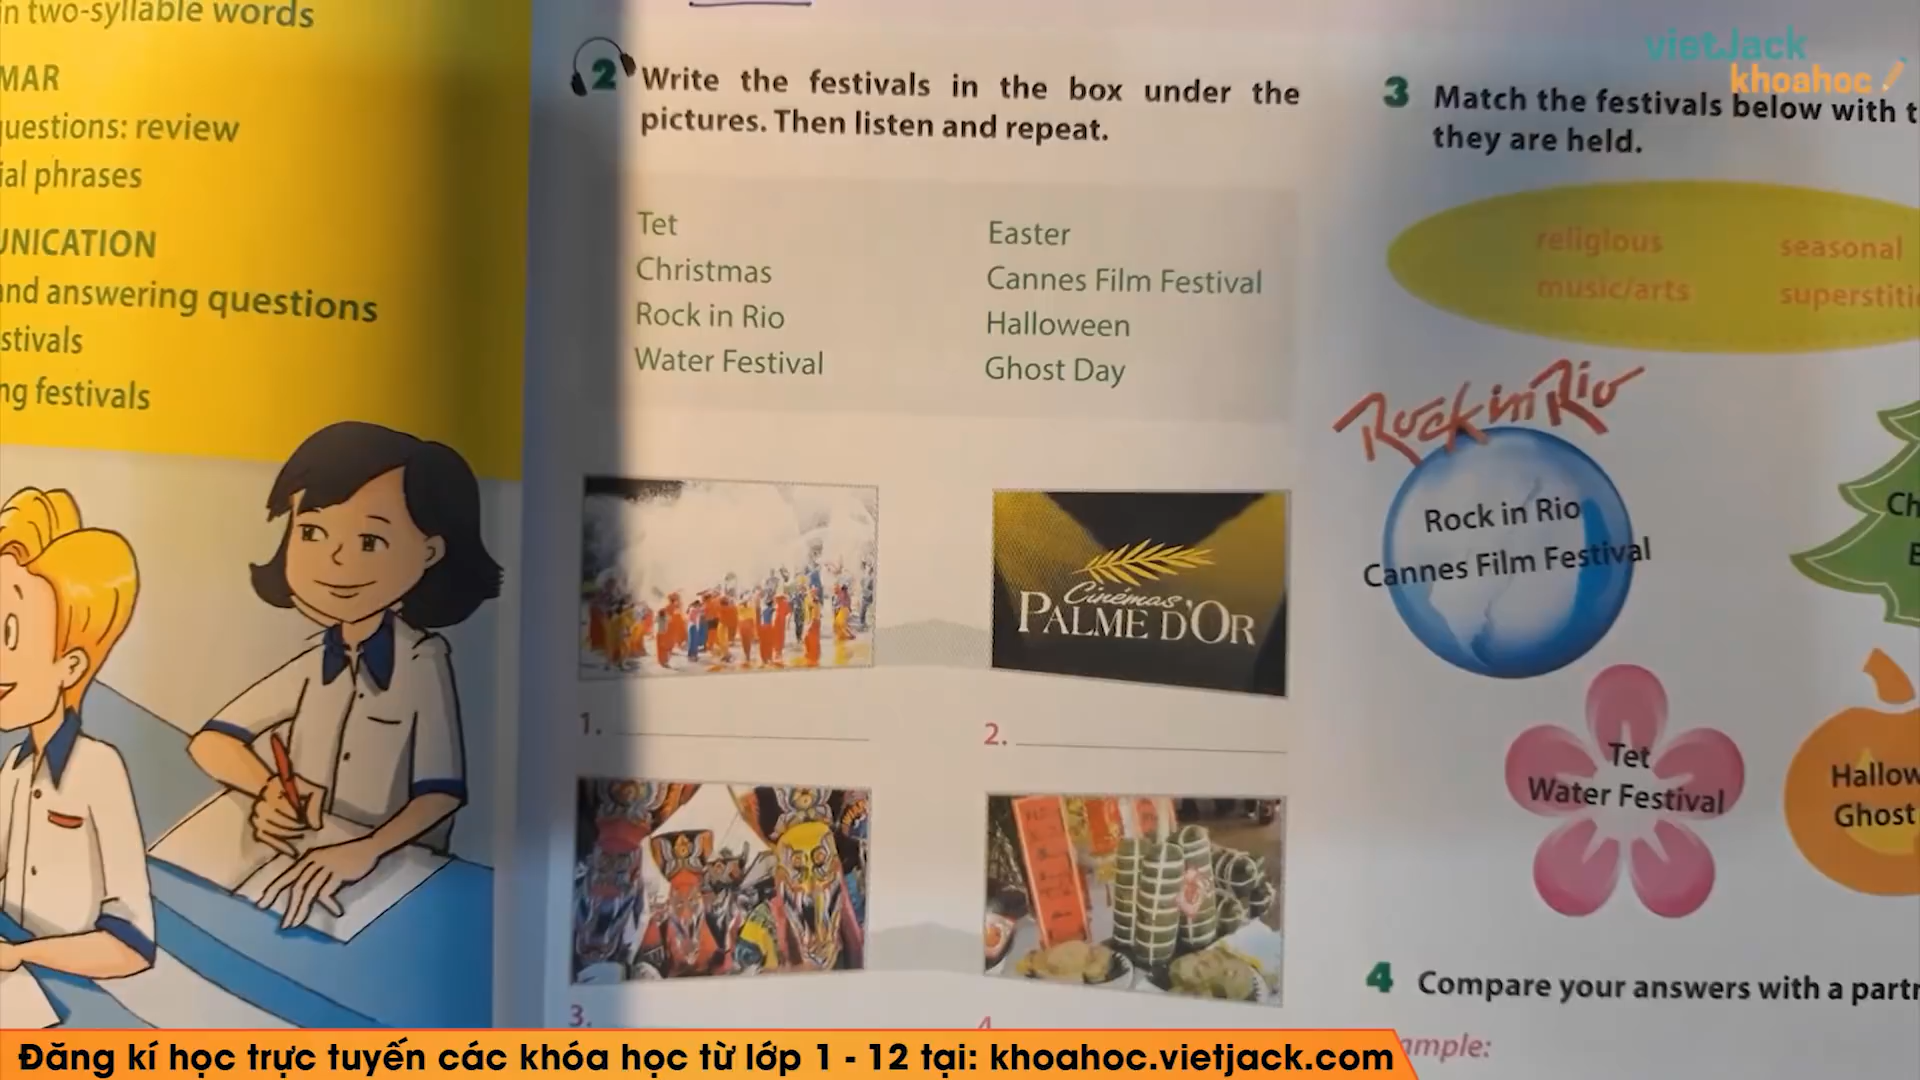 in two-syllable words
MAR
questions: review
ial phrases
UNICATION
and answering questions
stivals
ng festivals
2 Write the festivals in the box under the
pictures. Then listen and repeat.
Tet
Christmas
Rock in Rio
Water Festival
Easter
Cannes Film Festival
Halloween
Ghost Day
Cinémas
PALME D'OR
1.
2.
3.
4.
vietJack
khoahoc
3 Match the festivals below with t
they are held.
religious
seasonal
music/arts
superstitio
Rock in Rio
Rock in Rio
Cannes Film Festival
Ch
E
Tet
Water Festival
Hallow
Ghost
4 Compare your answers with a partn
ample:
Đăng kí học trực tuyến các khóa học từ lớp 1 - 12 tại: khoahoc.vietjack.com